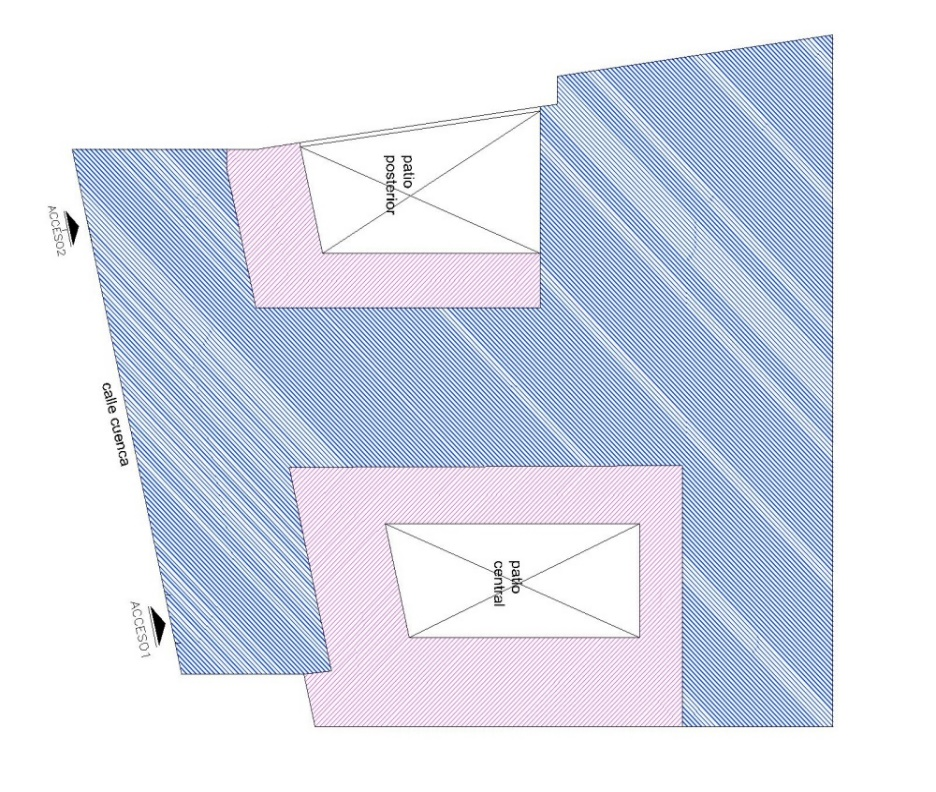 patio
posterior
ACCESO2
calle cuenca
patio
central
ACCESO1